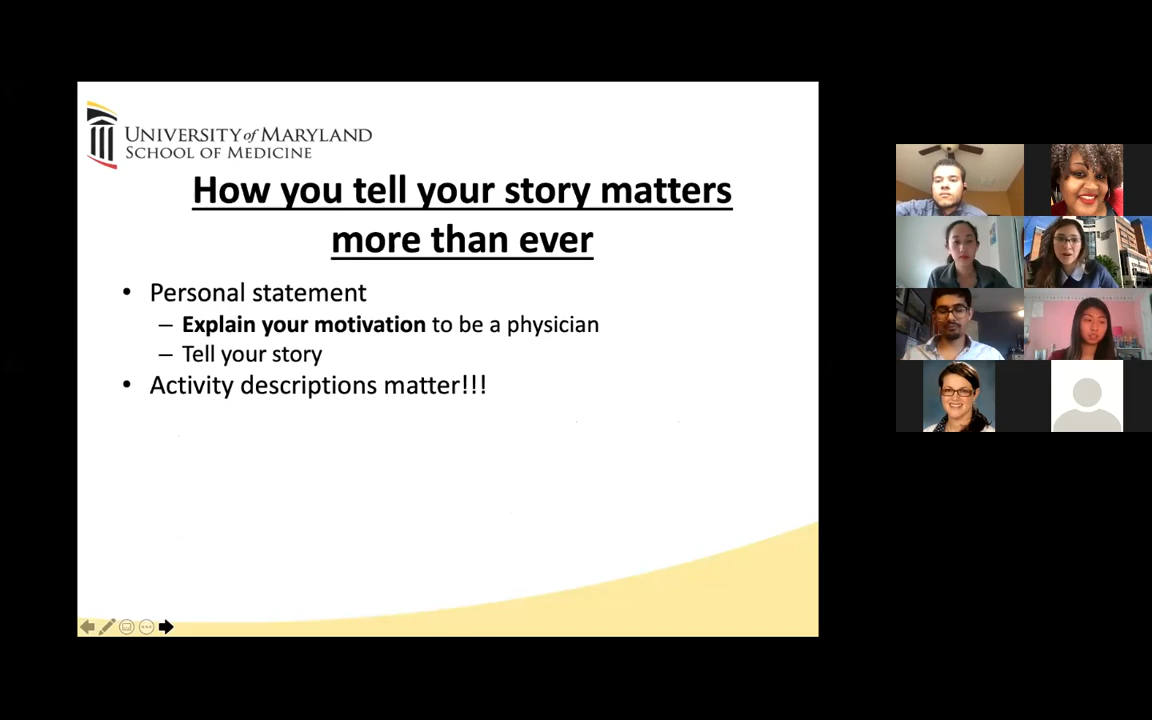 UNIVERSITY of MARYLAND
SCHOOL OF MEDICINE
How you tell your story matters
more than ever
• Personal statement
– Explain your motivation to be a physician
– Tell your story
• Activity descriptions matter!!!